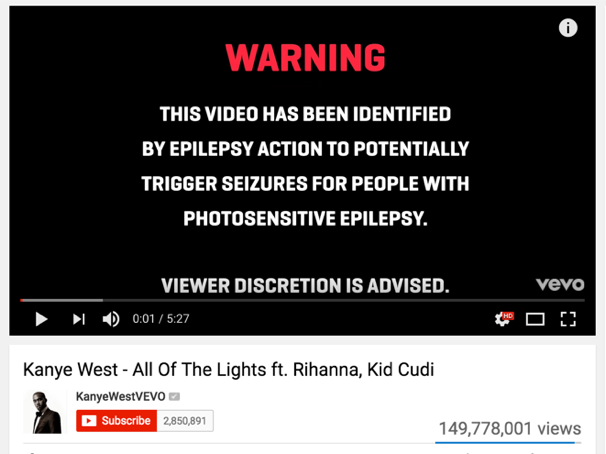 WARNING
THIS VIDEO HAS BEEN IDENTIFIED
BY EPILEPSY ACTION TO POTENTIALLY
TRIGGER SEIZURES FOR PEOPLE WITH
PHOTOSENSITIVE EPILEPSY.
VIEWER DISCRETION IS ADVISED.
vevo
0:01 / 5:27
HD
Kanye West - All Of The Lights ft. Rihanna, Kid Cudi
KanyeWestVEVO
Subscribe 2,850,891
149,778,001 views